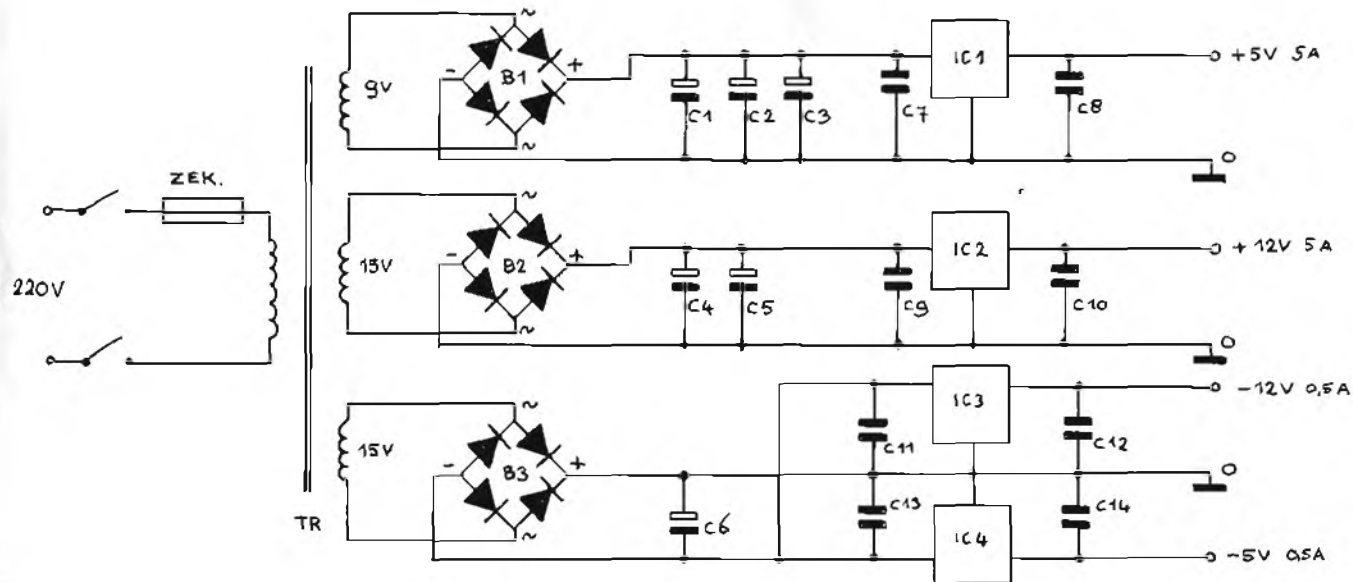 ~
9V
-
B1
+
~
C1
C2
C3
C7
IC1
C8
+5V 5A
0
ZEK.
220V
~
15V
-
B2
+
~
C4
C5
C9
IC2
C10
+12V 5A
0
~
15V
-
B3
+
~
TR
C6
C11
IC3
C12
-12V 0,5A
0
C13
IC4
C14
-5V 0,5A